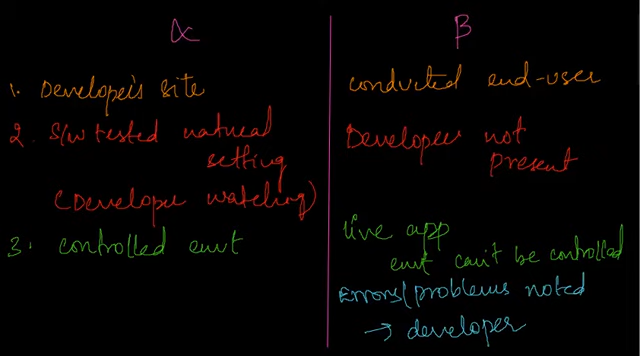 α
β
1. Developer's site
conducted end-user
2. S/w tested natural
setting
(Developer watching)
Developer not
present
3. controlled envt
live app
envt can't be controlled
Errors/problems noted
→ developer